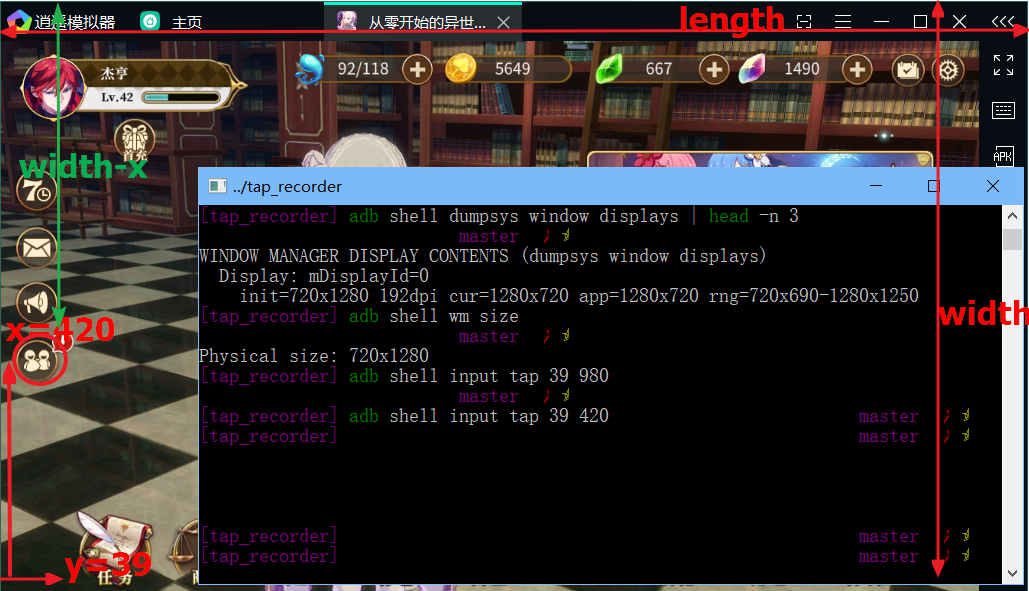 逍遥模拟器
主页
从零开始的异世...
length
杰亨
Lv.42
92/118
5649
667
1490
首充
width-x
7
APK
../tap_recorder
[tap_recorder] adb shell dumpsys window displays | head -n 3
master
WINDOW MANAGER DISPLAY CONTENTS (dumpsys window displays)
Display: mDisplayId=0
init=720x1280 192dpi cur=1280x720 app=1280x720 rng=720x690-1280x1250
[tap_recorder] adb shell wm size
master
Physical size: 720x1280
[tap_recorder] adb shell input tap 39 980
master
[tap_recorder] adb shell input tap 39 420 master
[tap_recorder] master
[tap_recorder] master
[tap_recorder] master
width
x=420
y=39
任务